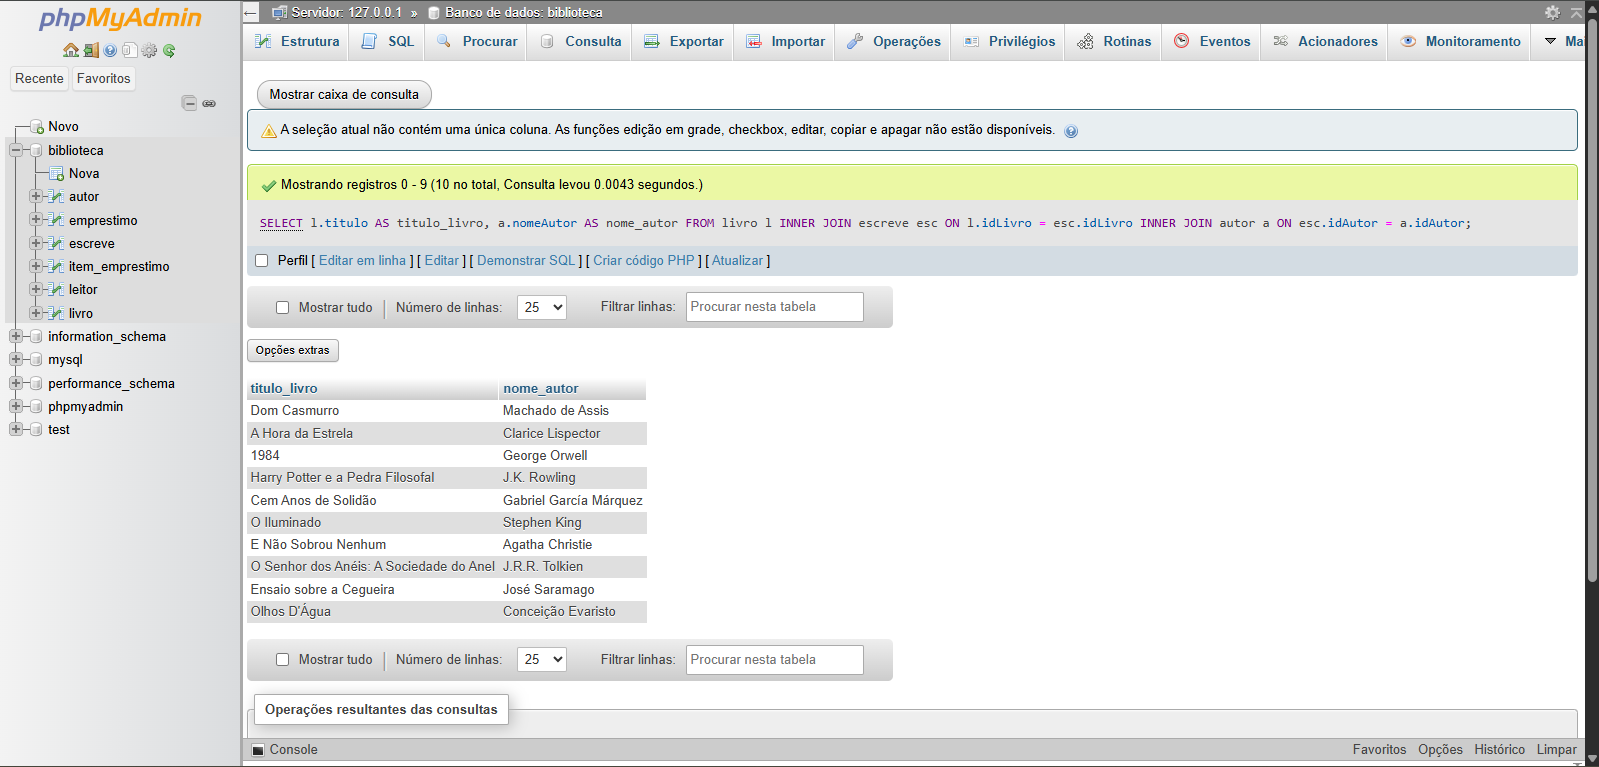 phpMyAdmin
Recente Favoritos
Novo
biblioteca
Nova
autor
emprestimo
escreve
item_emprestimo
leitor
livro
information_schema
mysql
performance_schema
phpmyadmin
test
Servidor: 127.0.0.1 » Banco de dados: biblioteca
Estrutura SQL Procurar Consulta Exportar Importar Operações Privilégios Rotinas Eventos Acionadores Monitoramento Mai
Mostrar caixa de consulta
A seleção atual não contém uma única coluna. As funções edição em grade, checkbox, editar, copiar e apagar não estão disponíveis.
Mostrando registros 0 - 9 (10 no total, Consulta levou 0.0043 segundos.)
SELECT l.titulo AS titulo_livro, a.nomeAutor AS nome_autor FROM livro l INNER JOIN escreve esc ON l.idLivro = esc.idLivro INNER JOIN autor a ON esc.idAutor = a.idAutor;
Perfil [ Editar em linha ] [ Editar ] [ Demonstrar SQL ] [ Criar código PHP ] [ Atualizar ]
Mostrar tudo | Número de linhas: 25 Filtrar linhas: Procurar nesta tabela
Opções extras
titulo_livro nome_autor
Dom Casmurro Machado de Assis
A Hora da Estrela Clarice Lispector
1984 George Orwell
Harry Potter e a Pedra Filosofal J.K. Rowling
Cem Anos de Solidão Gabriel García Márquez
O Iluminado Stephen King
E Não Sobrou Nenhum Agatha Christie
O Senhor dos Anéis: A Sociedade do Anel J.R.R. Tolkien
Ensaio sobre a Cegueira José Saramago
Olhos D'Água Conceição Evaristo
Mostrar tudo | Número de linhas: 25 Filtrar linhas: Procurar nesta tabela
Operações resultantes das consultas
Console Favoritos Opções Histórico Limpar